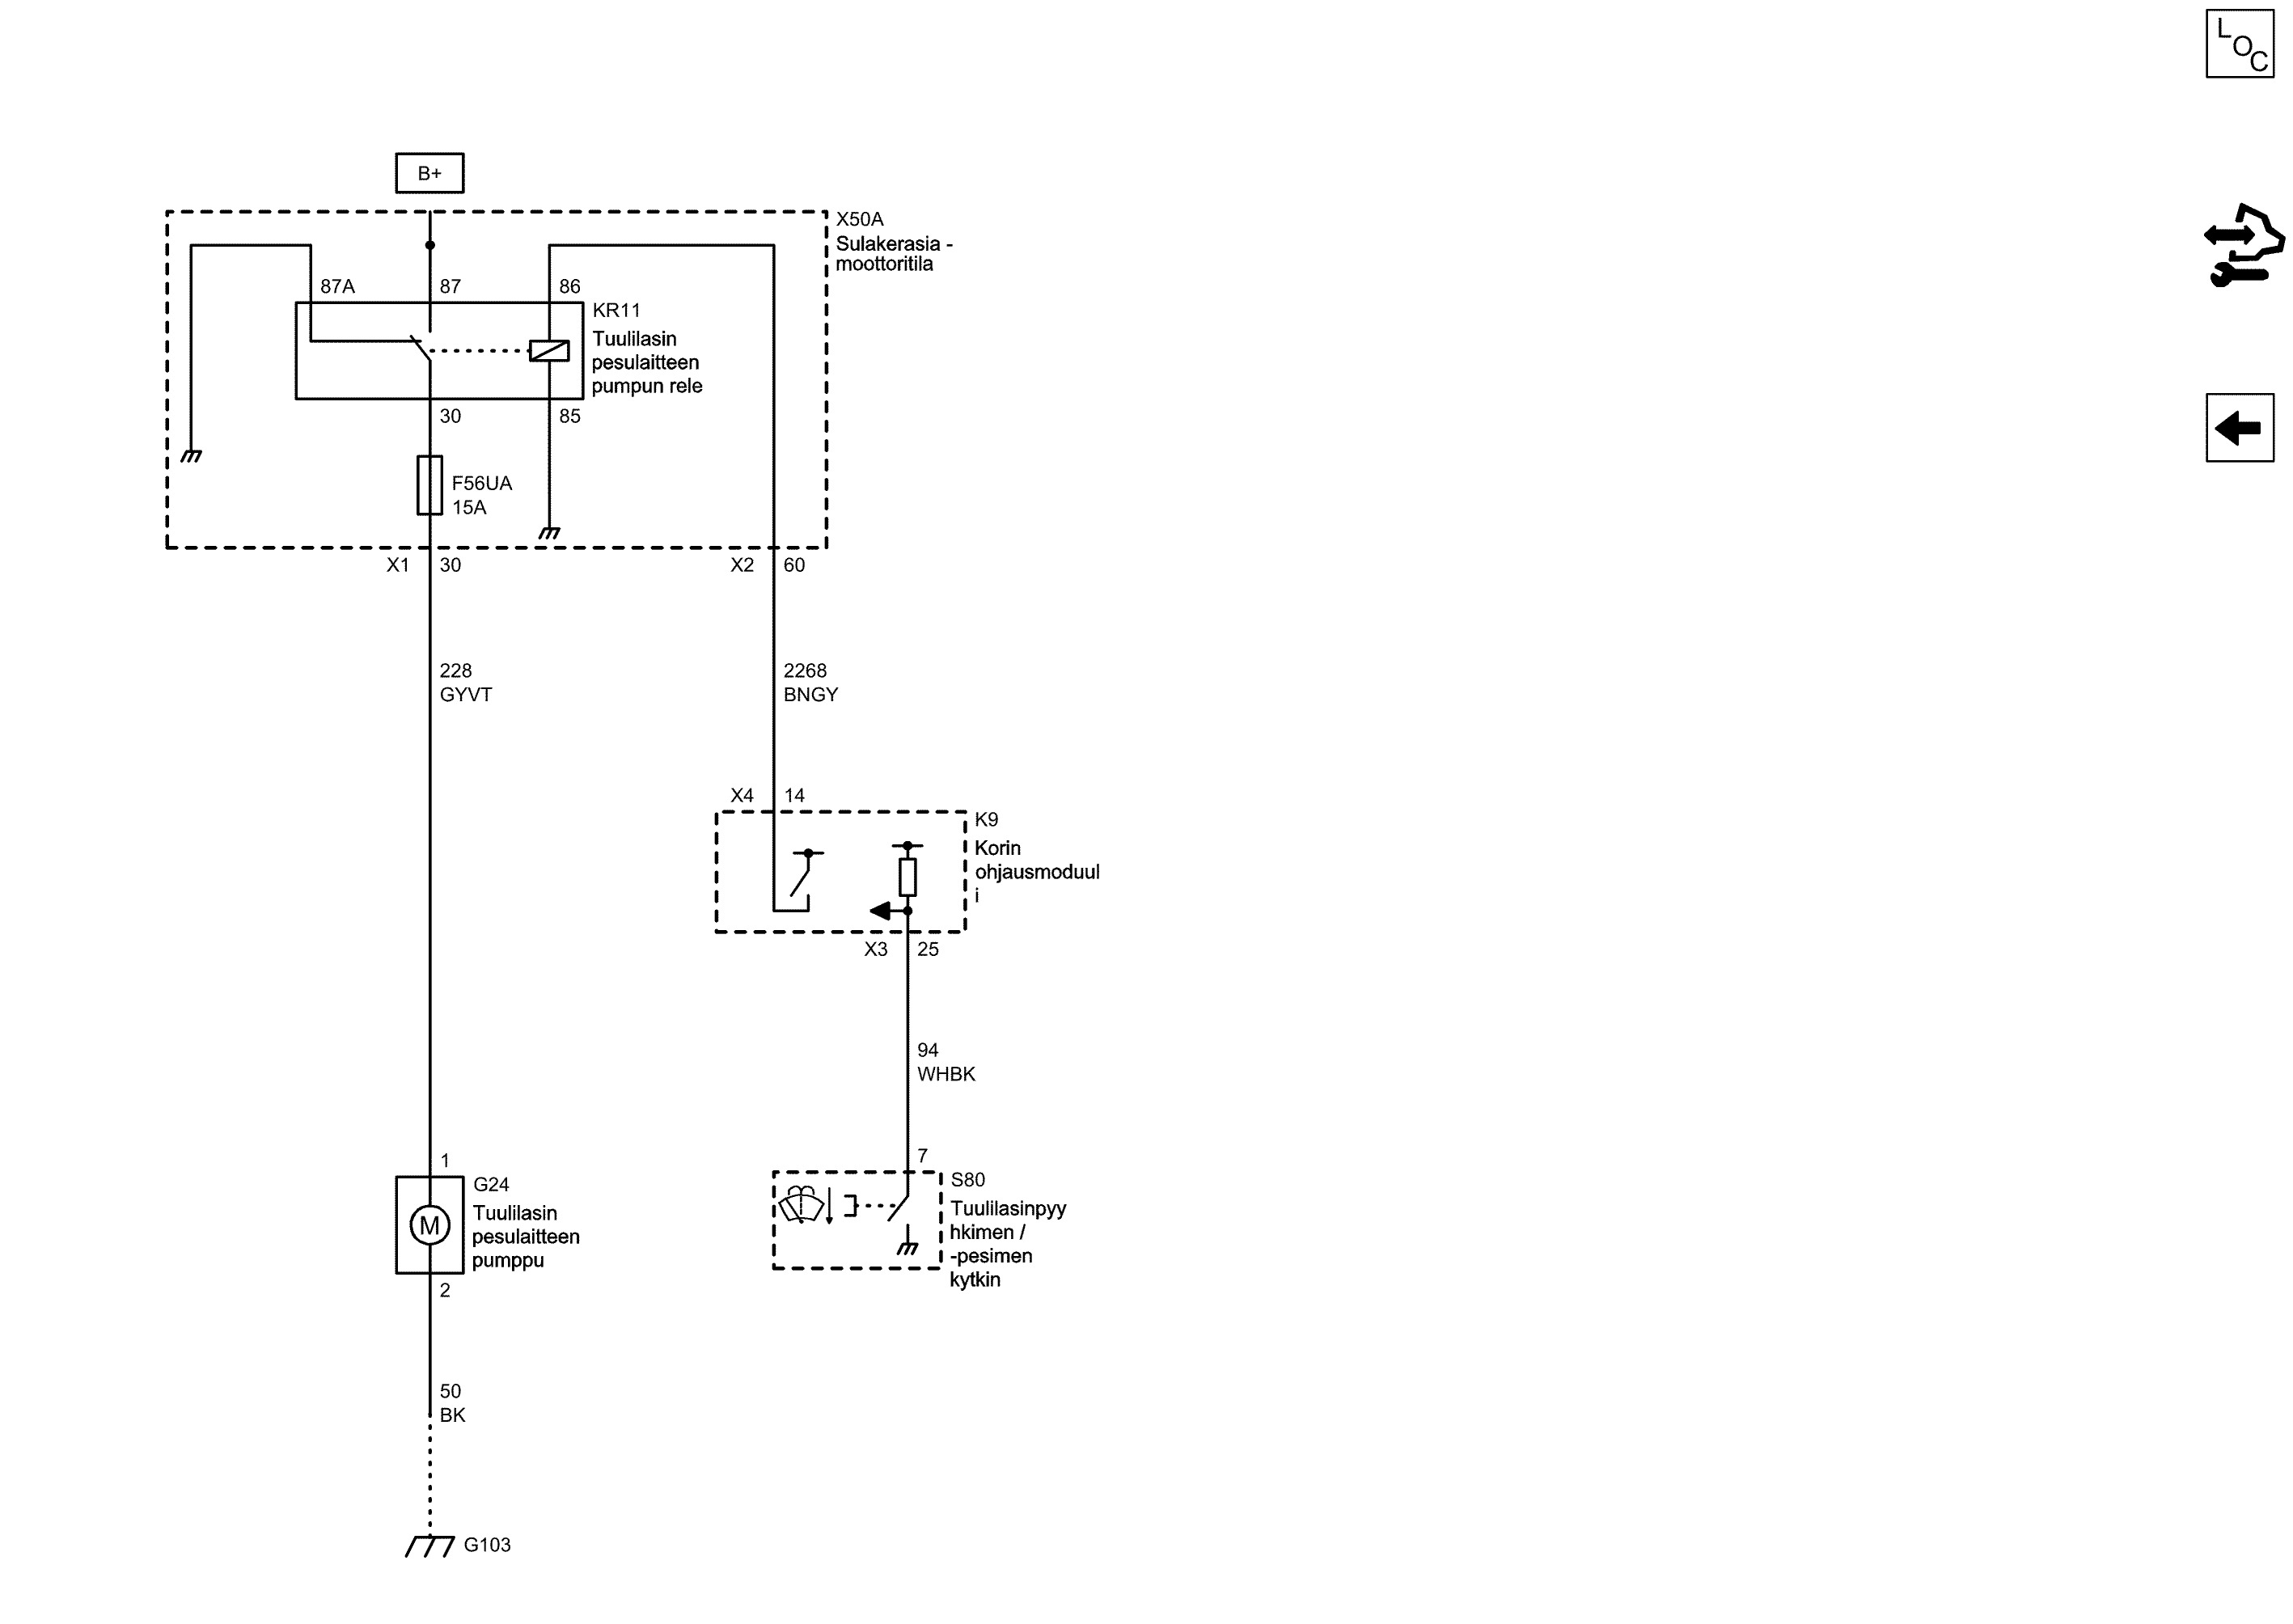 LOC
B+
X50A
Sulakerasia -
moottoritila
87A
87
86
KR11
Tuulilasin
pesulaitteen
pumpun rele
30
85
F56UA
15A
X1
30
X2
60
228
GYVT
2268
BNGY
X4
14
K9
Korin
ohjausmoduul
i
X3
25
94
WHBK
1
7
G24
Tuulilasin
pesulaitteen
pumppu
M
S80
Tuulilasinpyy
hkimen /
-pesimen
kytkin
2
50
BK
G103